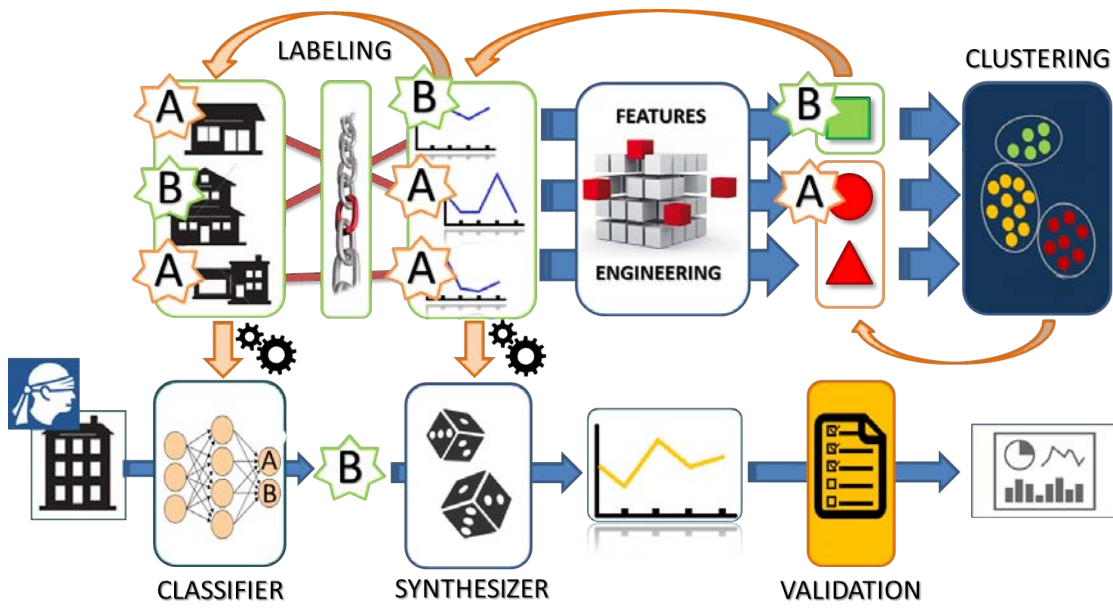 LABELING
CLUSTERING
A
B
A
B
A
A
FEATURES
ENGINEERING
B
A
A
B
B
CLASSIFIER
SYNTHESIZER
VALIDATION